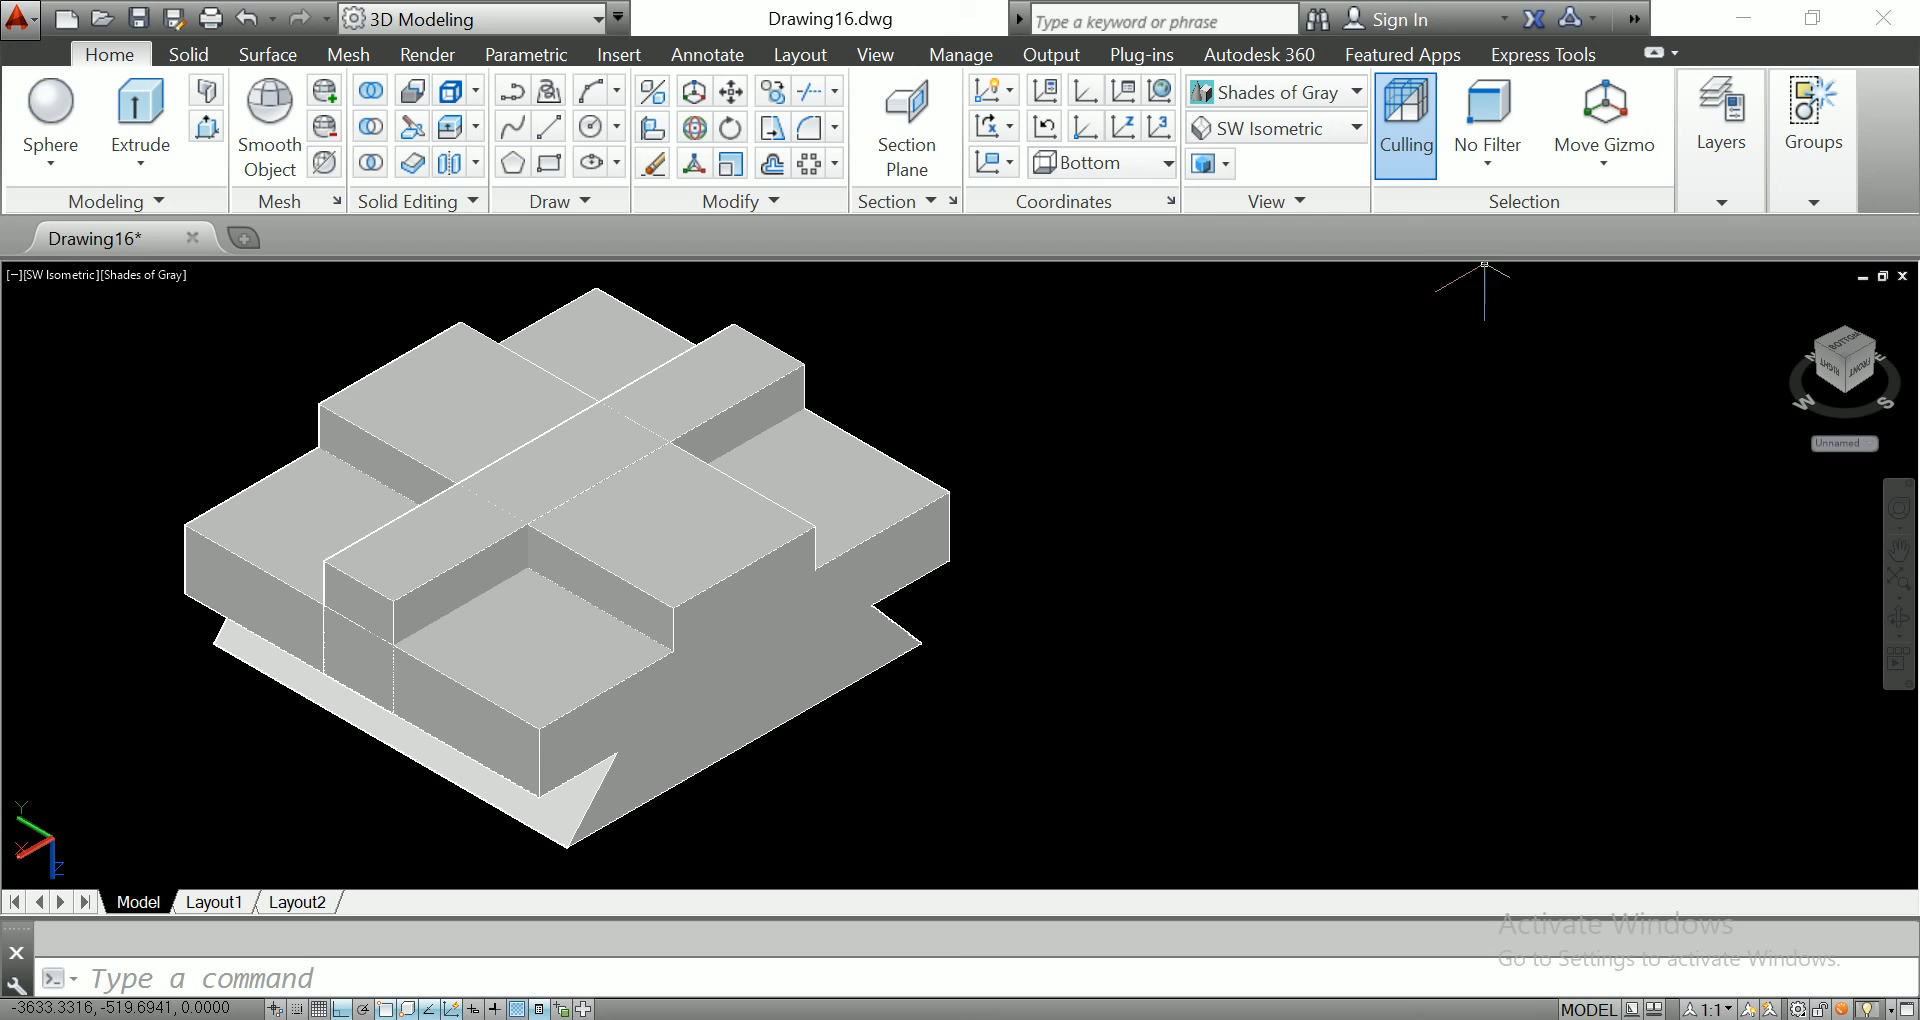 3D Modeling
Drawing16.dwg
Type a keyword or phrase
Sign In
Home Solid Surface Mesh Render Parametric Insert Annotate Layout View Manage Output Plug-ins Autodesk 360 Featured Apps Express Tools
Sphere
Extrude
Smooth
Object
Section
Plane
Bottom
Shades of Gray
SW Isometric
Culling
No Filter
Move Gizmo
Layers
Groups
Modeling
Mesh
Solid Editing
Draw
Modify
Section
Coordinates
View
Selection
Drawing16*
[−][SW Isometric][Shades of Gray]
BOTTOM
RIGHT
FRONT
N
E
W
S
Unnamed
Y
X
Z
Model Layout1 Layout2
Activate Windows
Go to Settings to activate Windows.
Type a command
-3633.3316, -519.6941, 0.0000
MODEL
1:1